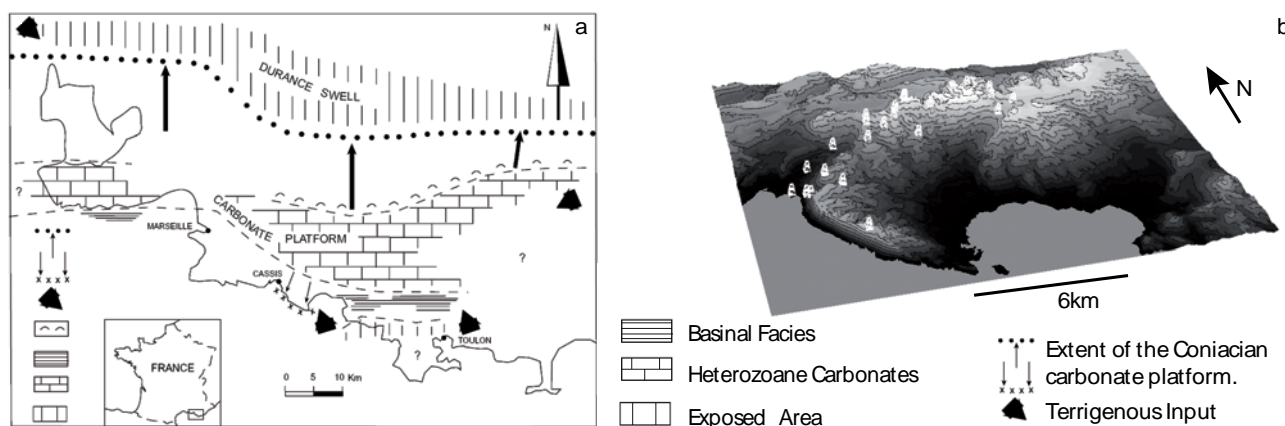 a
N
DURANCE SWELL
CARBONATE
PLATFORM
?
?
?
MARSEILLE
CASSIS
TOULON
FRANCE
0 5 10 Km
b
N
6km
Basinal Facies
Heterozoane Carbonates
Exposed Area
Extent of the Coniacian
carbonate platform.
Terrigenous Input